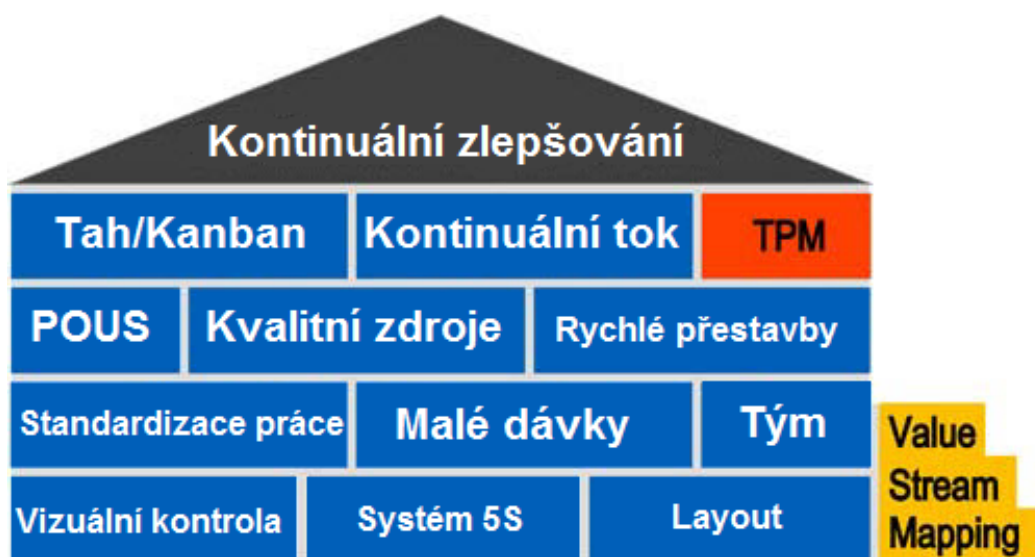 Kontinuální zlepšování
Tah/Kanban Kontinuální tok TPM
POUS Kvalitní zdroje Rychlé přestavby
Standardizace práce Malé dávky Tým
Vizuální kontrola Systém 5S Layout
Value
Stream
Mapping